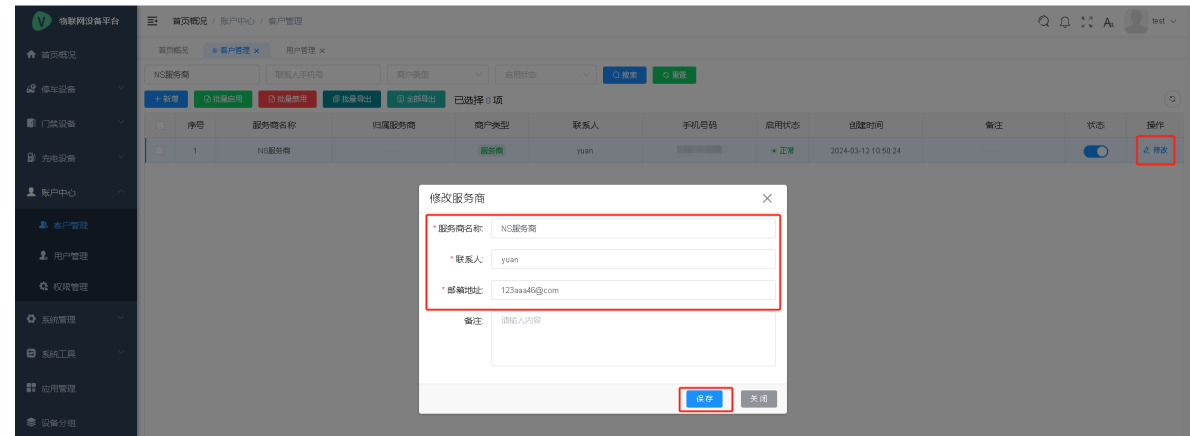 物联网设备平台
首页概况 / 账户中心 / 客户管理
test
首页概况
客户管理 ×
用户管理 ×
首页概况
停车设备
门禁设备
充电设备
账户中心
客户管理
用户管理
权限管理
系统管理
系统工具
应用管理
设备分组
NS服务商 联系人手机号 商户类型 启用状态 搜索 重置
+ 新增 批量启用 批量禁用 批量导出 全部导出 已选择 0 项
序号 服务商名称 归属服务商 商户类型 联系人 手机号码 启用状态 创建时间 备注 状态 操作
1 NS服务商 服务商 yuan 正常 2024-03-12 10:50:24 修改
修改服务商
* 服务商名称: NS服务商
* 联系人: yuan
* 邮箱地址: 123aaa46@com
备注: 请输入内容
保存 关闭